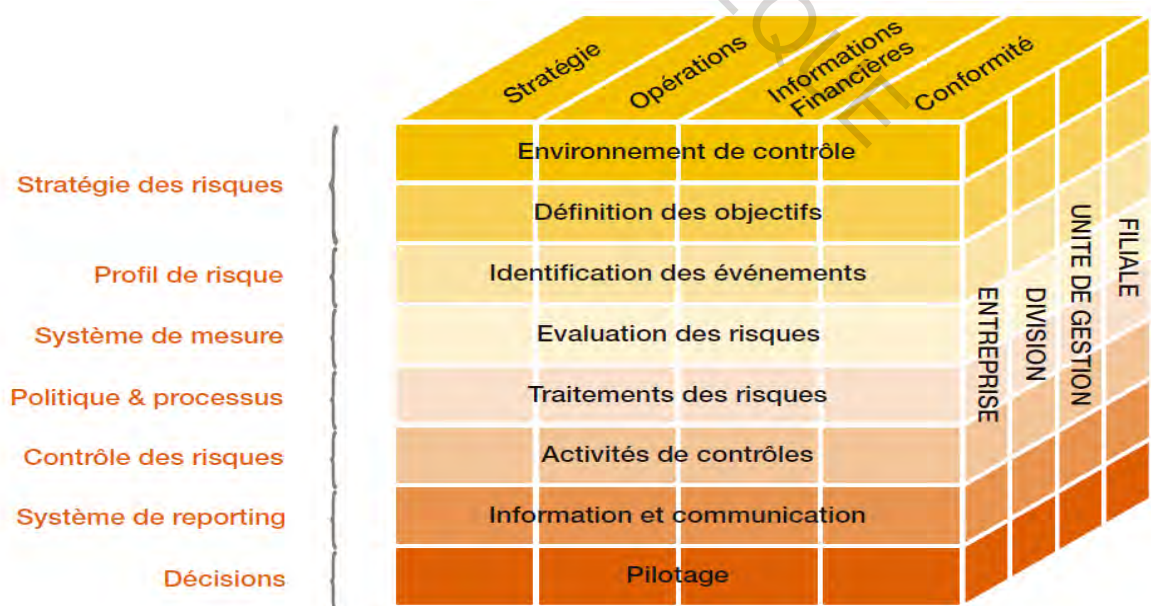 Stratégie
Opérations
Informations
Financières
Conformité
Stratégie des risques
Environnement de contrôle
Définition des objectifs
Profil de risque
Identification des événements
Système de mesure
Evaluation des risques
Politique & processus
Traitements des risques
Contrôle des risques
Activités de contrôles
Système de reporting
Information et communication
Décisions
Pilotage
ENTREPRISE
DIVISION
UNITE DE GESTION
FILIALE